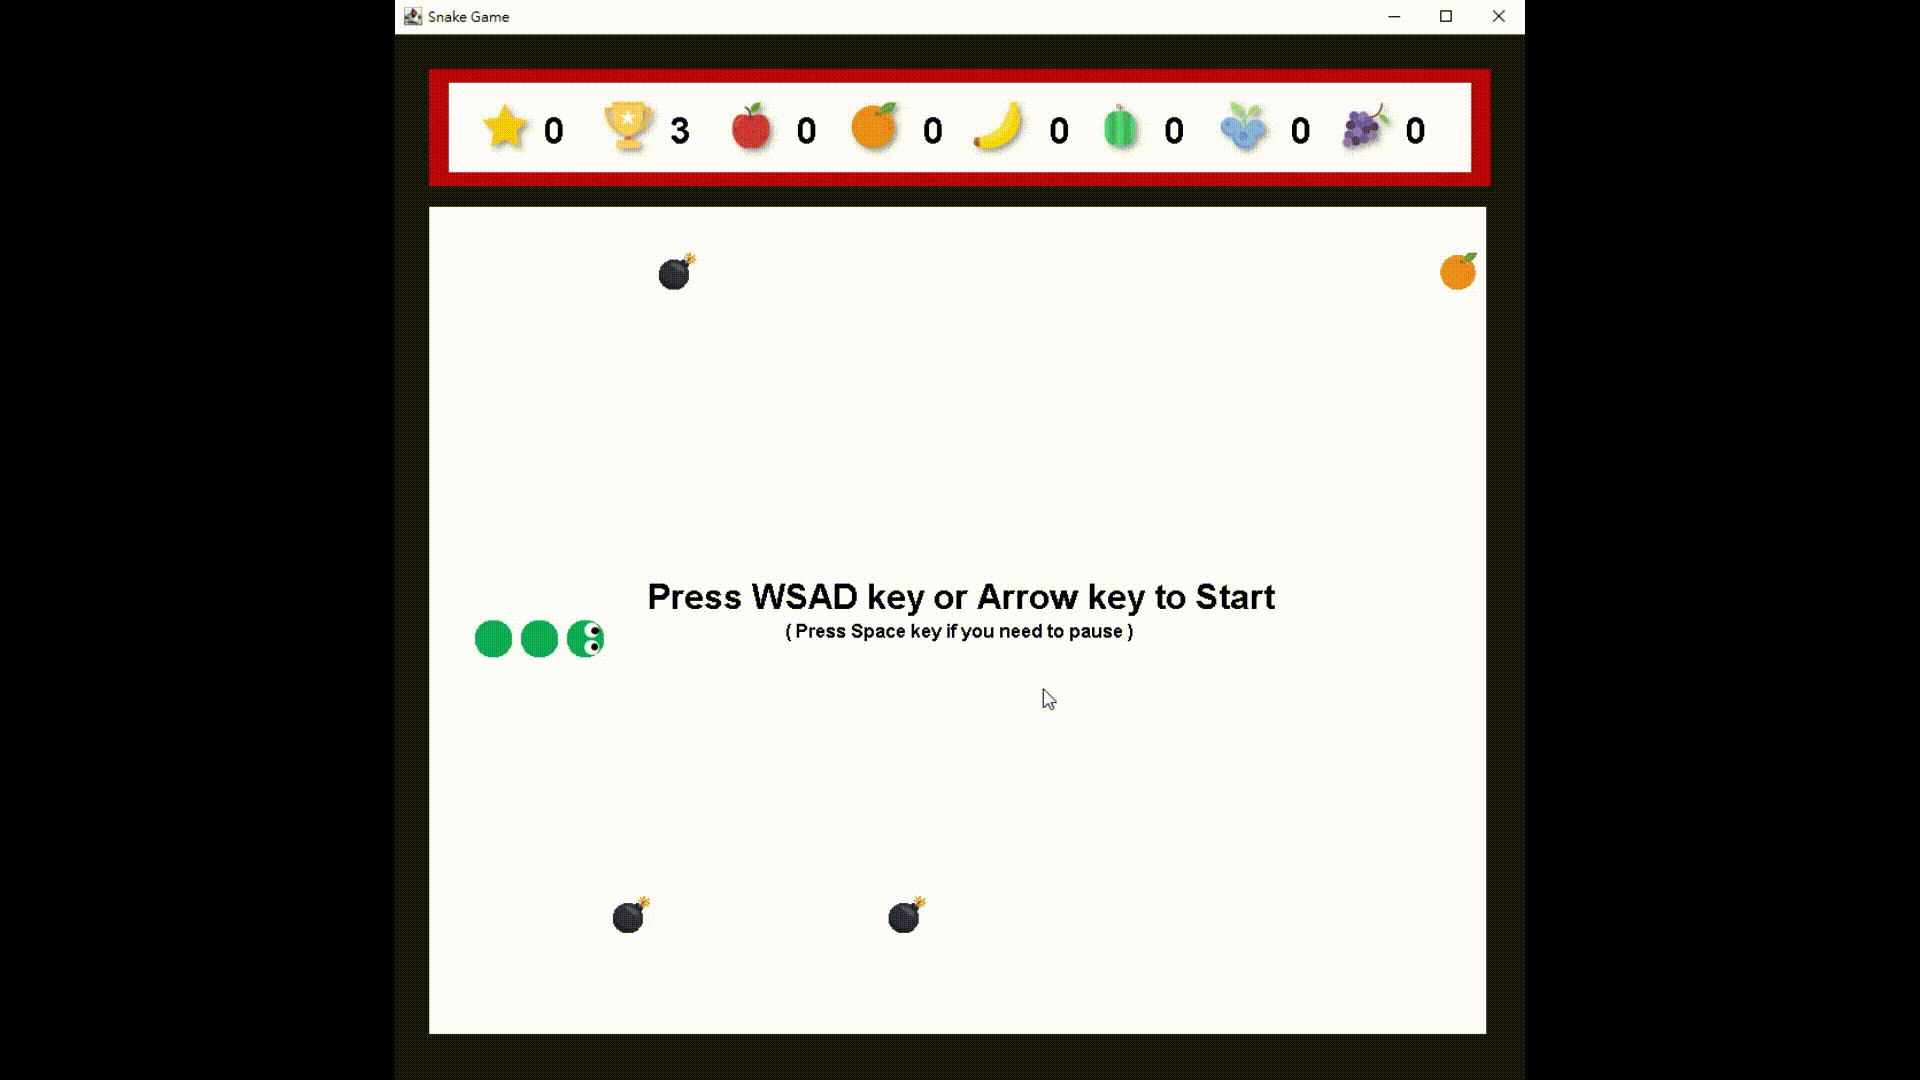 Snake Game
0 3 0 0 0 0 0 0
Press WSAD key or Arrow key to Start
( Press Space key if you need to pause )